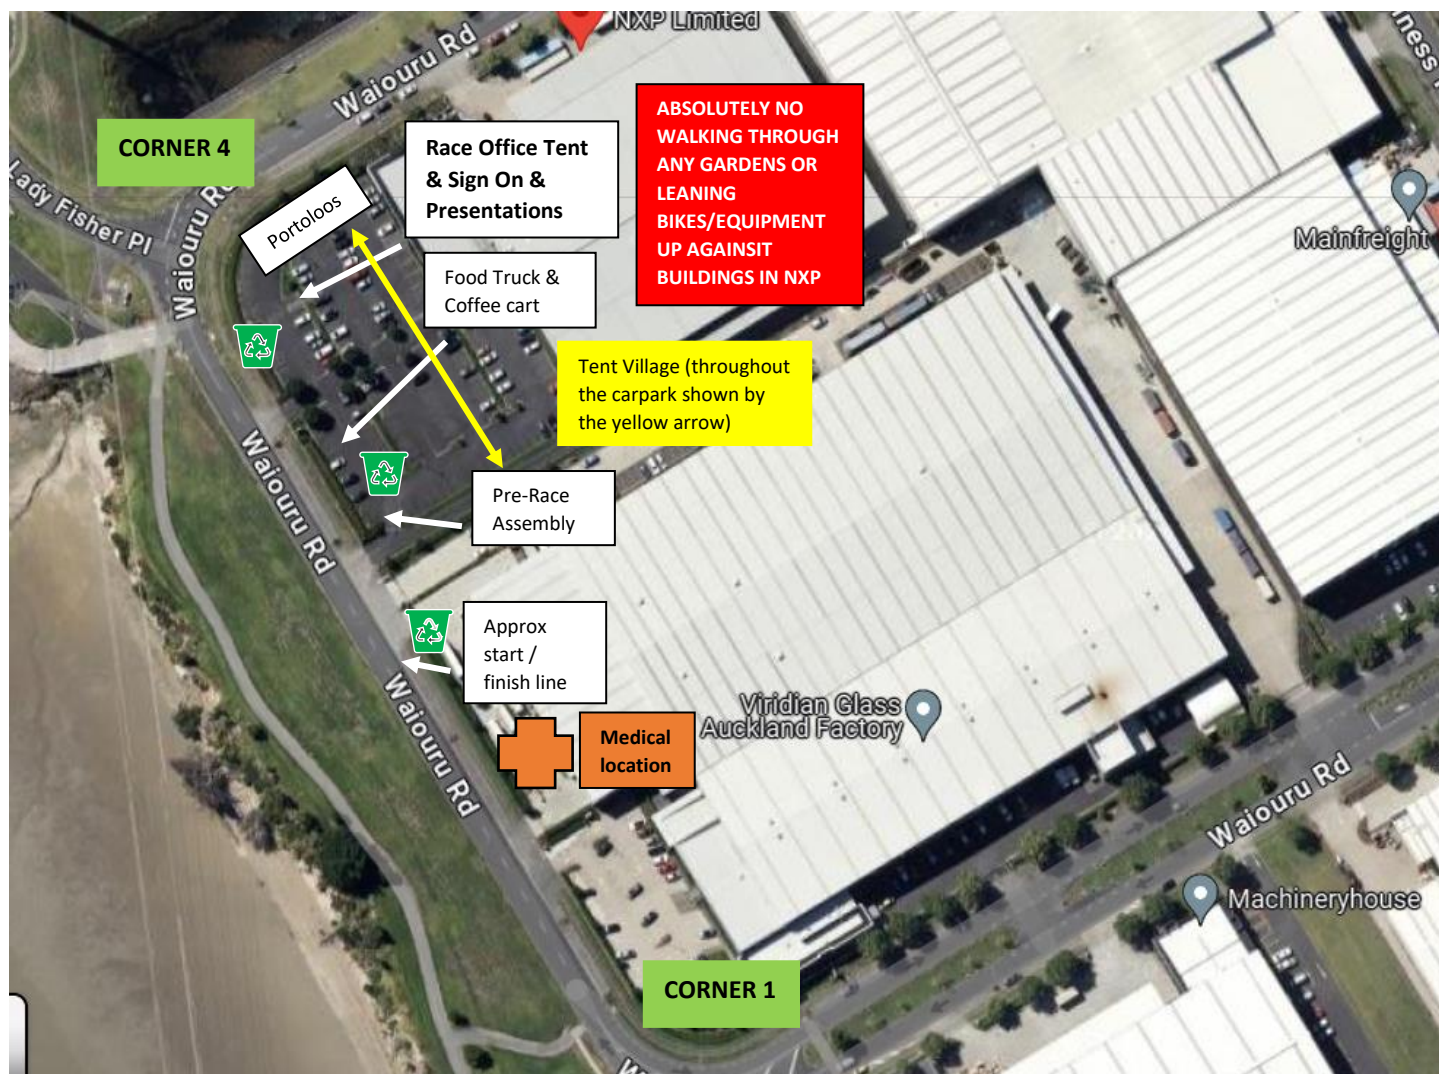 NXP Limited
Waiouru Rd
iness
CORNER 4
Race Office Tent
& Sign On &
Presentations
ABSOLUTELY NO
WALKING THROUGH
ANY GARDENS OR
LEANING
BIKES/EQUIPMENT
UP AGAINSIT
BUILDINGS IN NXP
Lady Fisher Pl
Waiouru Rd
Portoloos
Mainfreight
Food Truck &
Coffee cart
Tent Village (throughout
the carpark shown by
the yellow arrow)
Waiouru Rd
Pre-Race
Assembly
Approx
start /
finish line
Waiouru Rd
Viridian Glass
Auckland Factory
Medical
location
Waiouru Rd
Machineryhouse
CORNER 1
W